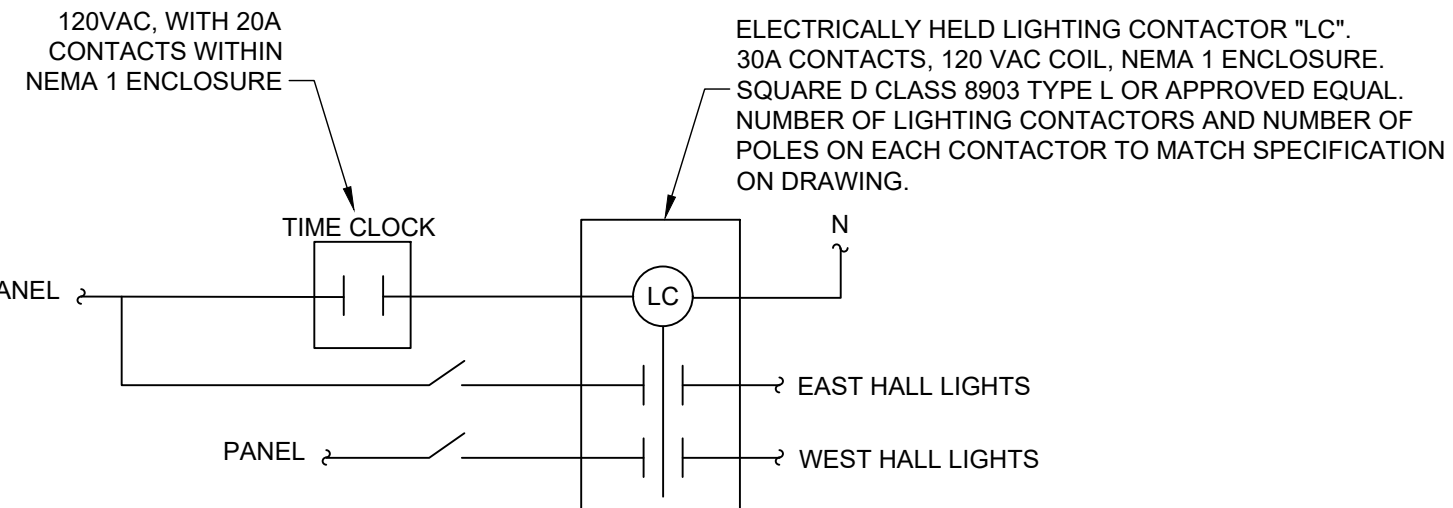 120VAC, WITH 20A
CONTACTS WITHIN
NEMA 1 ENCLOSURE
ELECTRICALLY HELD LIGHTING CONTACTOR "LC".
30A CONTACTS, 120 VAC COIL, NEMA 1 ENCLOSURE.
SQUARE D CLASS 8903 TYPE L OR APPROVED EQUAL.
NUMBER OF LIGHTING CONTACTORS AND NUMBER OF
POLES ON EACH CONTACTOR TO MATCH SPECIFICATION
ON DRAWING.
TIME CLOCK
N
ANEL
LC
EAST HALL LIGHTS
PANEL
WEST HALL LIGHTS